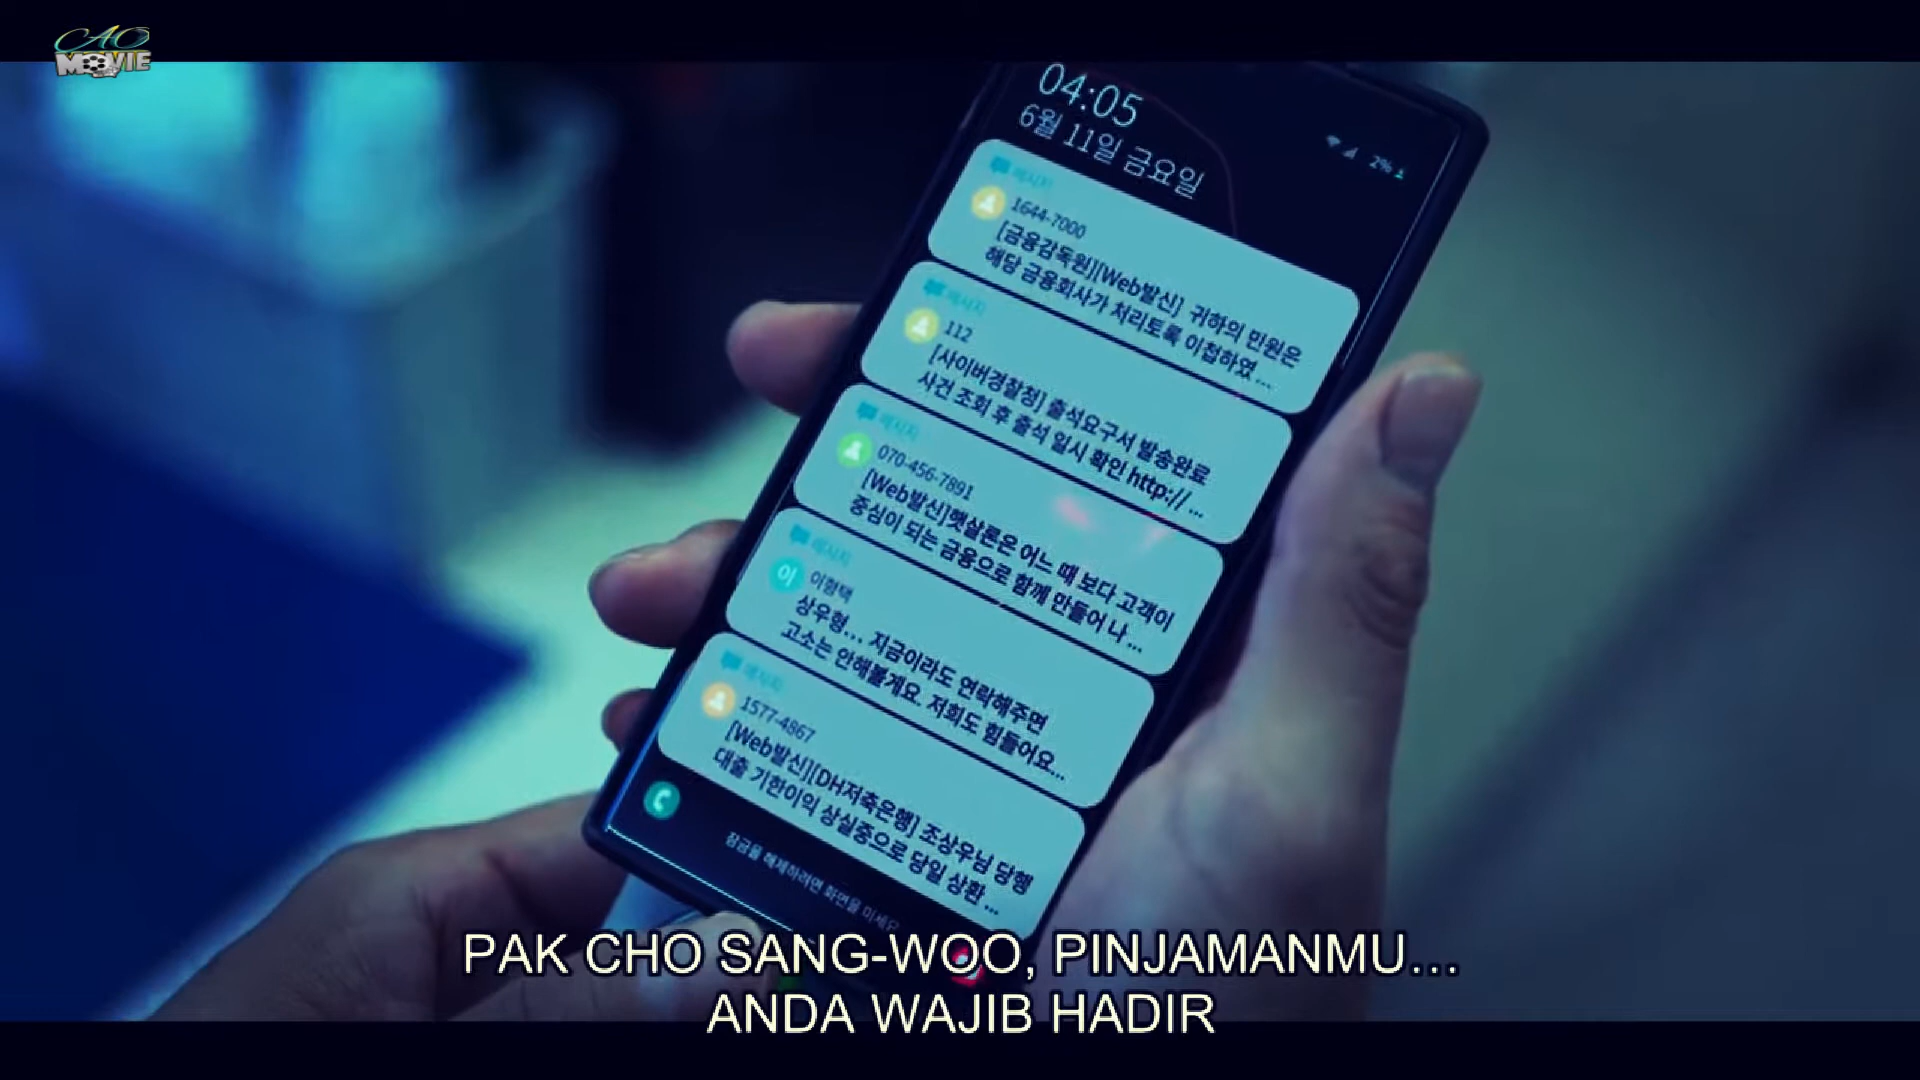 CAO
MOVIE
04:05
6월 11일 금요일
2%
메시지
1644-7000
[금융감독원][Web발신] 귀하의 민원은
해당 금융회사가 처리토록 이첩하였...
메시지
112
[사이버경찰청] 출석요구서 발송완료
사건 조회 후 출석 일시 확인 http://...
메시지
070-456-7891
[Web발신]햇살론은 어느 때 보다 고객이
중심이 되는 금융으로 함께 만들어 나...
메시지
이
이형택
상우형... 지금이라도 연락해주면
고소는 안해볼게요. 저희도 힘들어요...
메시지
1577-4867
[Web발신][DH저축은행] 조상우님 당행
대출 기한이익 상실중으로 당일 상환...
잠금을 해제하려면 화면을 미세요
PAK CHO SANG-WOO, PINJAMANMU...
ANDA WAJIB HADIR